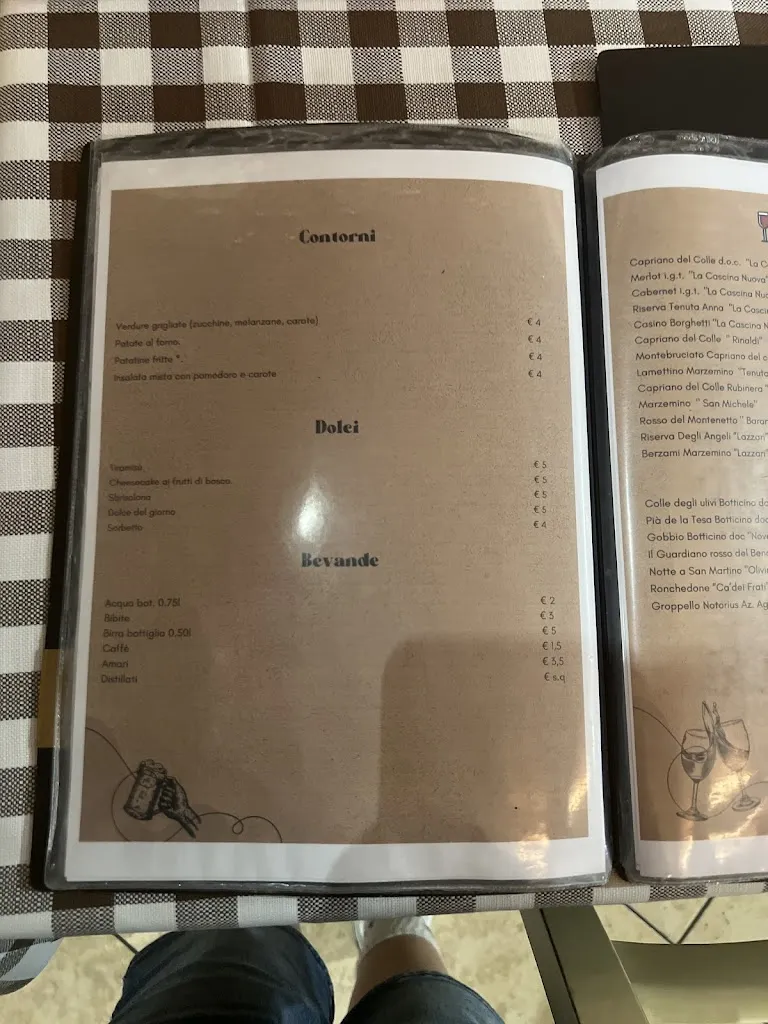 Contorni
Verdure grigliate (zucchine, melanzane, carote) € 4
Patate al forno. € 4
Patatine fritte *. € 4
Insalata mista con pomodoro e carote € 4
Dolci
Tiramisù € 5
Cheesecake ai frutti di bosco. € 5
Sbrisolona € 5
Dolce del giorno € 5
Sorbetto € 4
Bevande
Acqua bot. 0.75l € 2
Bibite € 3
Birra bottiglia 0.50l € 5
Caffè € 1,5
Amari € 3,5
Distillati € s.q
Capriano del Colle d.o.c. "La
Merlot i.g.t. "La Cascina Nuova"
Cabernet i.g.t. "La Cascina
Riserva Tenuta Anna "La
Casino Borghetti "La Cascina
Capriano del Colle " Rinaldi"
Montebruciato Capriano del
Lamettino Marzemino "Tenuta
Capriano del Colle Rubinera "
Marzemino " San Michele"
Rosso del Montenetto "
Riserva Degli Angeli "Lazzari"
Berzami Marzemino "Lazzari"
Colle degli ulivi Botticino
Pià de la Tesa Botticino
Gobbio Botticino doc
Il Guardiano rosso del
Notte a San Martino
Ronchedone "Ca'dei Frati"
Groppello Notorius Az.